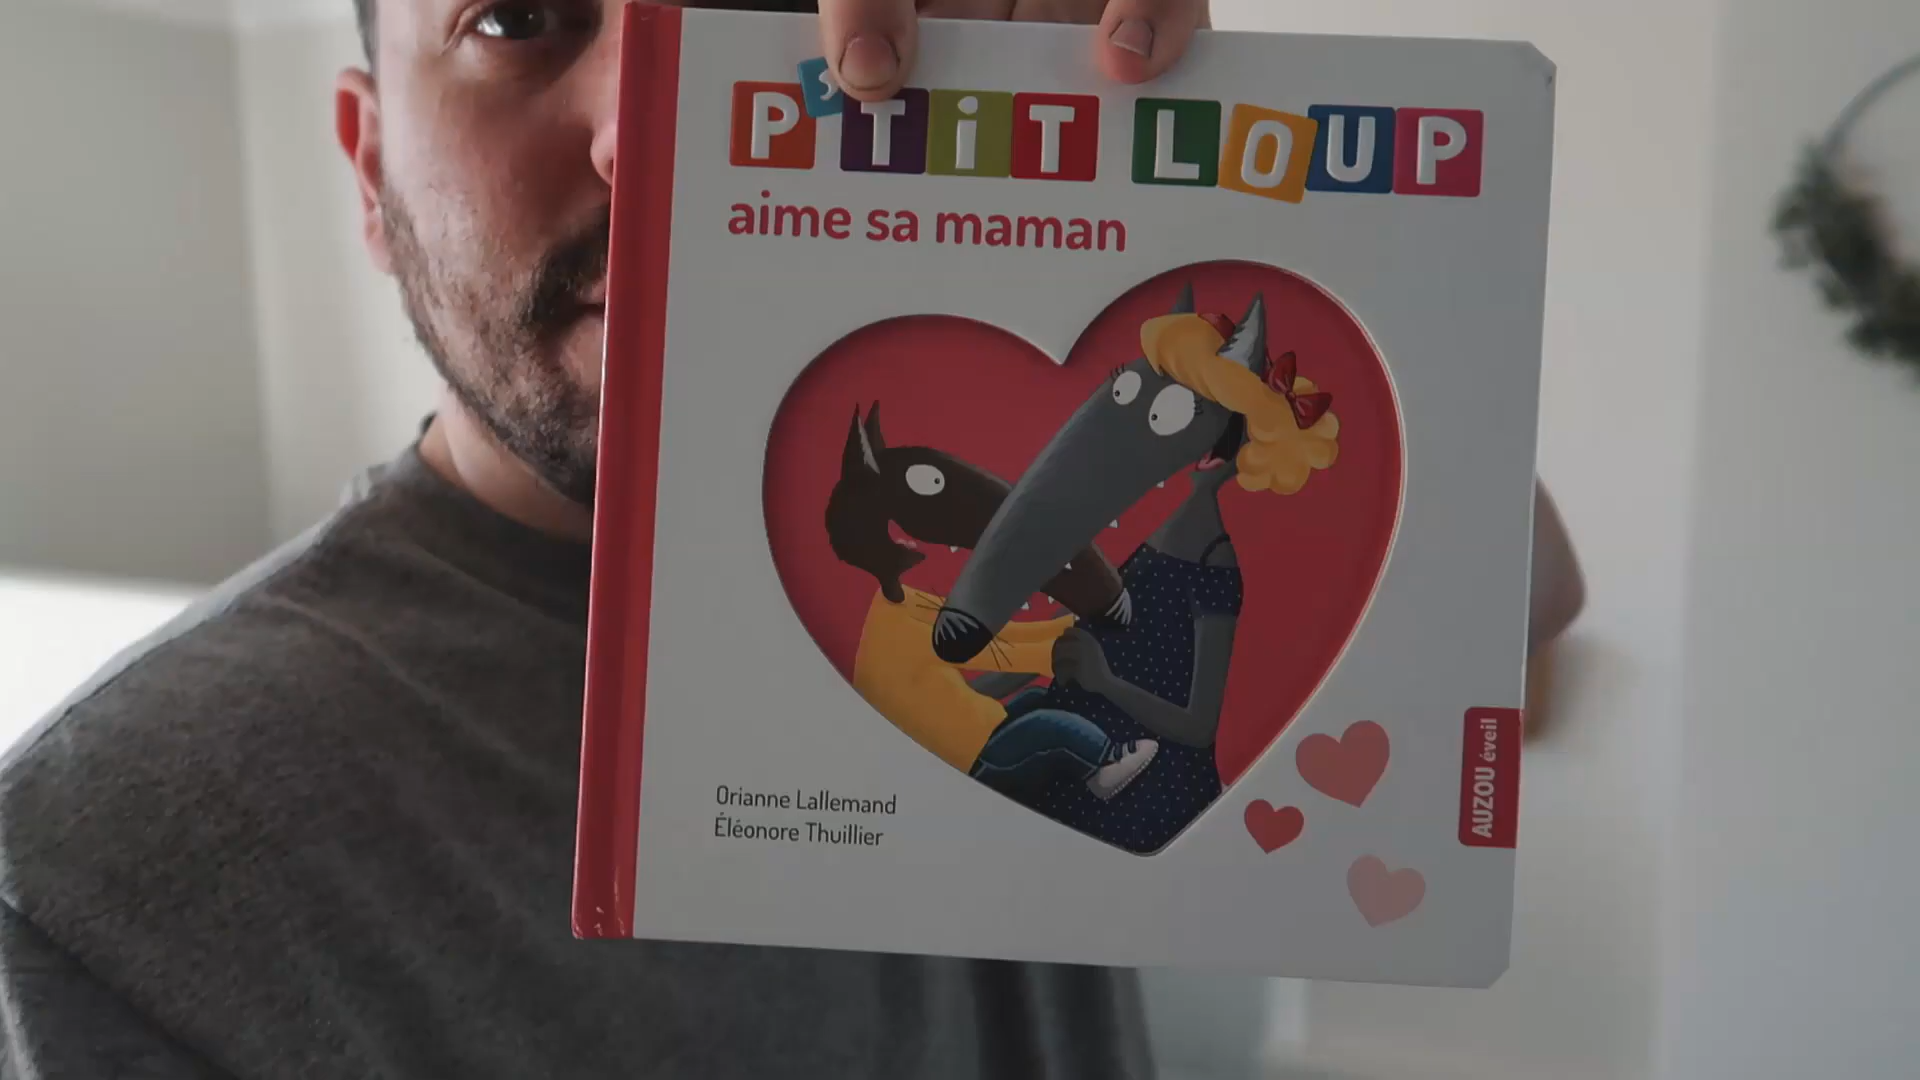 P'TiT LOUP
aime sa maman
Orianne Lallemand
Éléonore Thuillier
AUZOU éveil